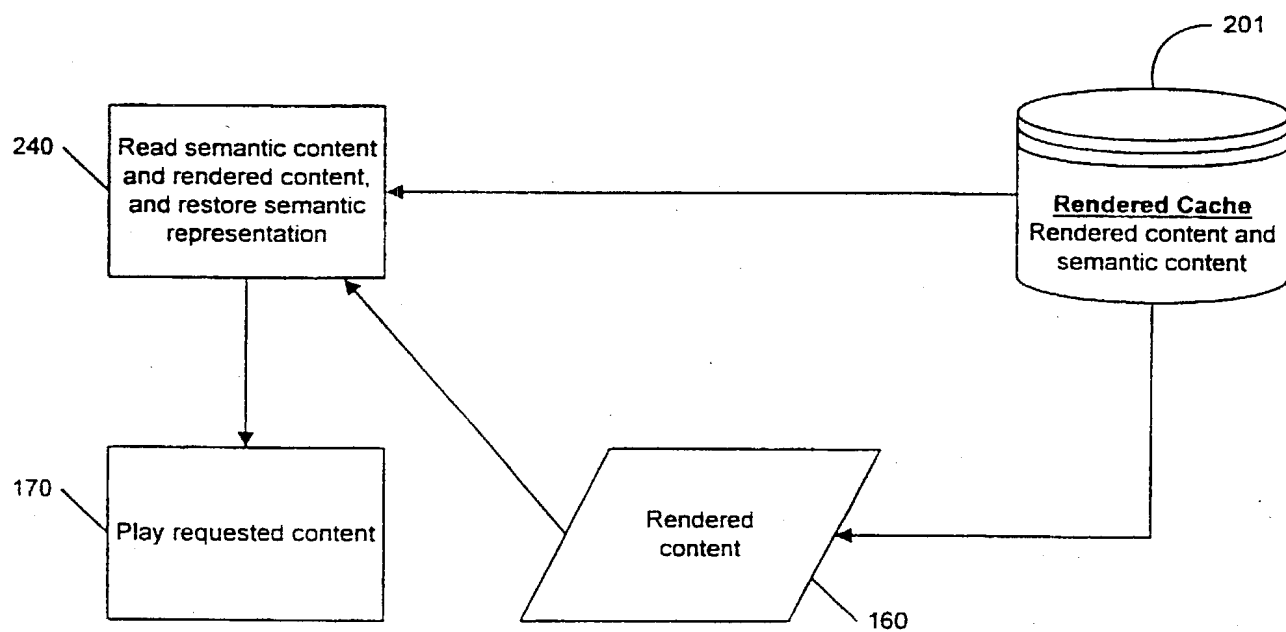 201
240
Read semantic content
and rendered content,
and restore semantic
representation
Rendered Cache
Rendered content and
semantic content
170
Play requested content
Rendered
content
160